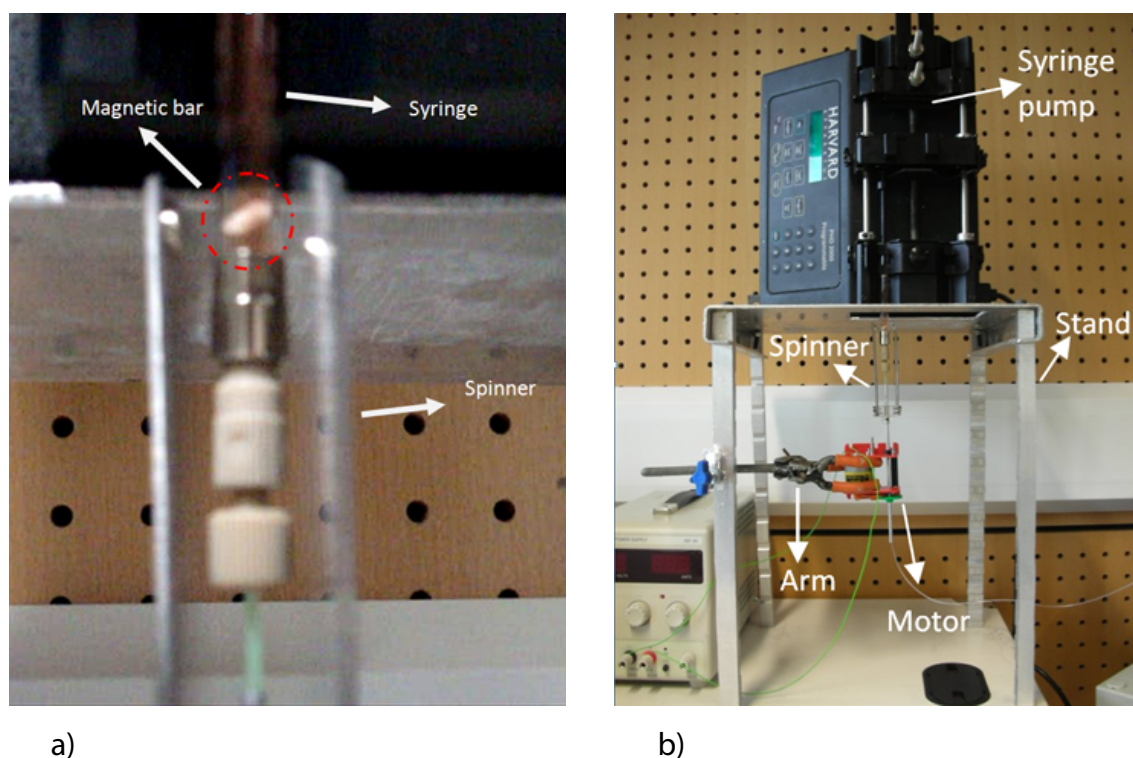 Magnetic bar
Syringe
Spinner
a)
Syringe
pump
HARVARD
Spinner
Stand
Arm
Motor
b)